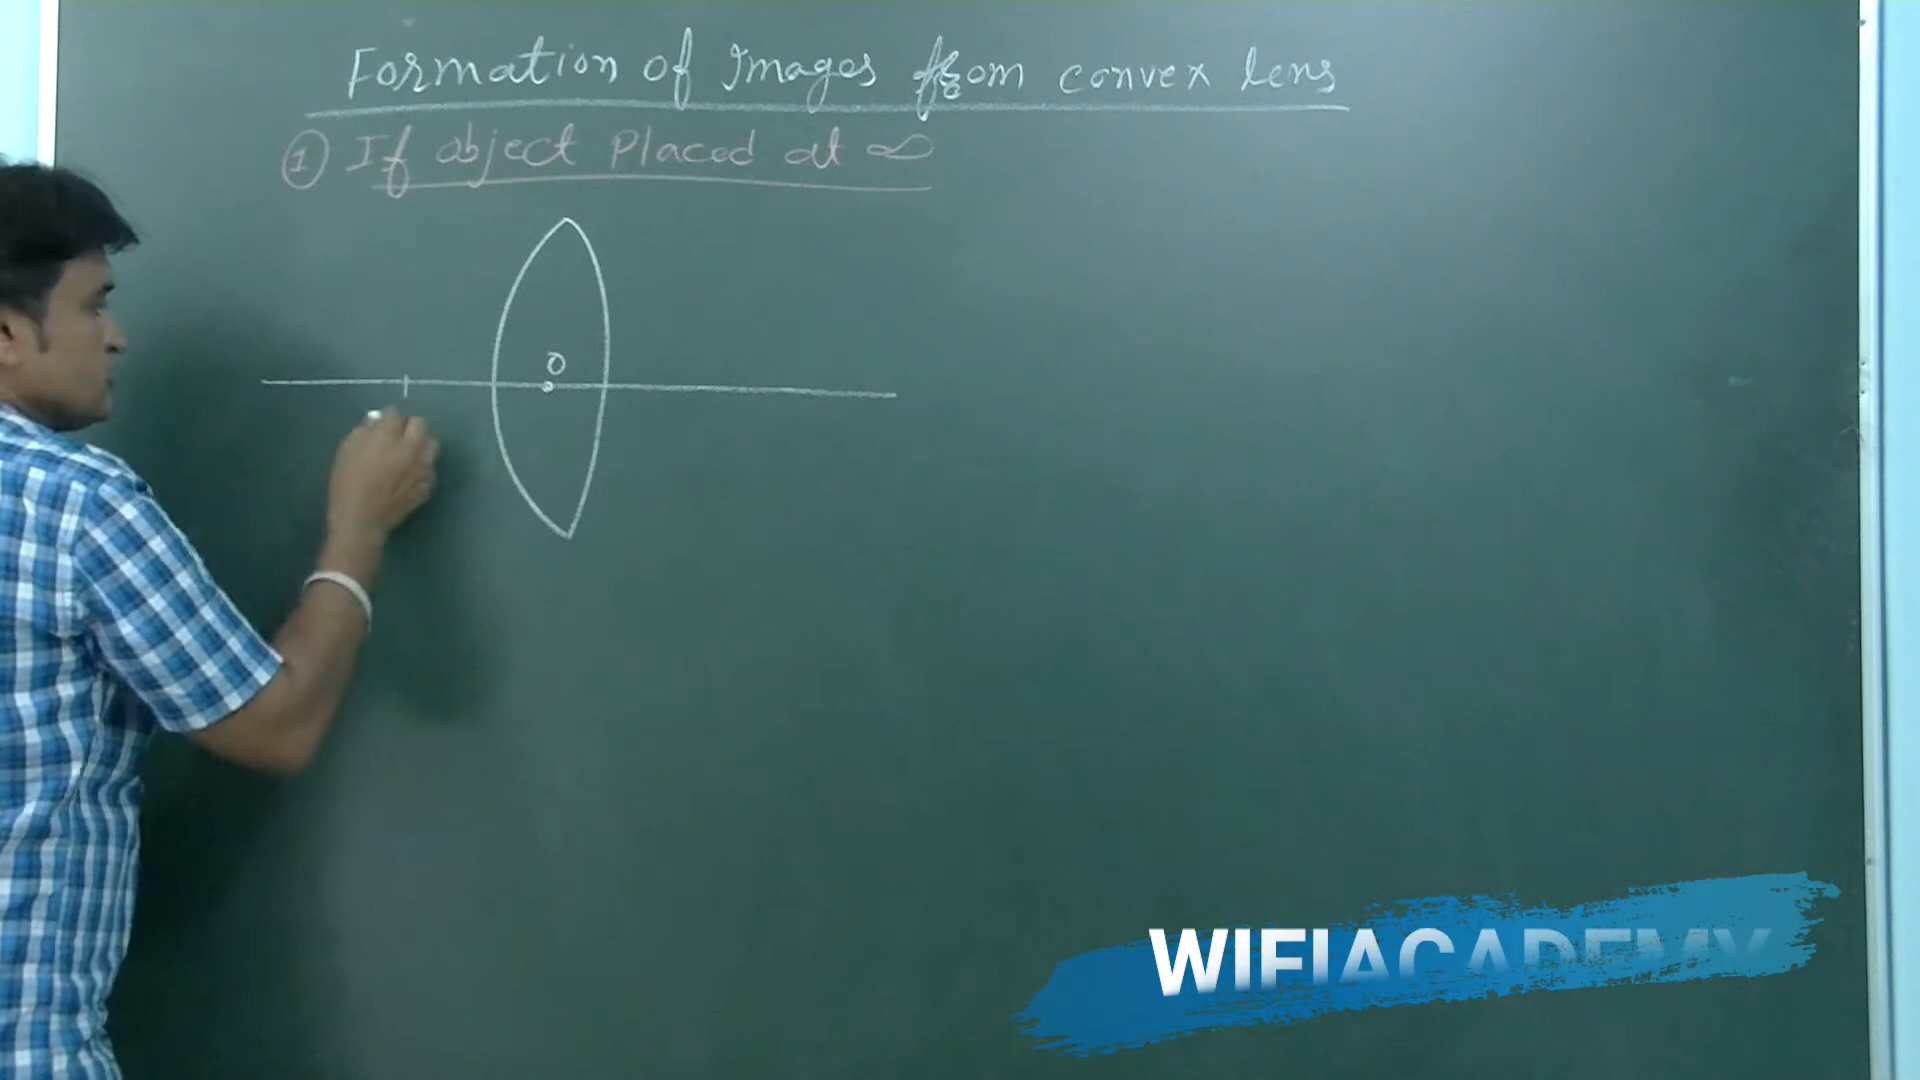 Formation of Images from convex lens
① If object Placed at ∞
O
WIFIACADEMY